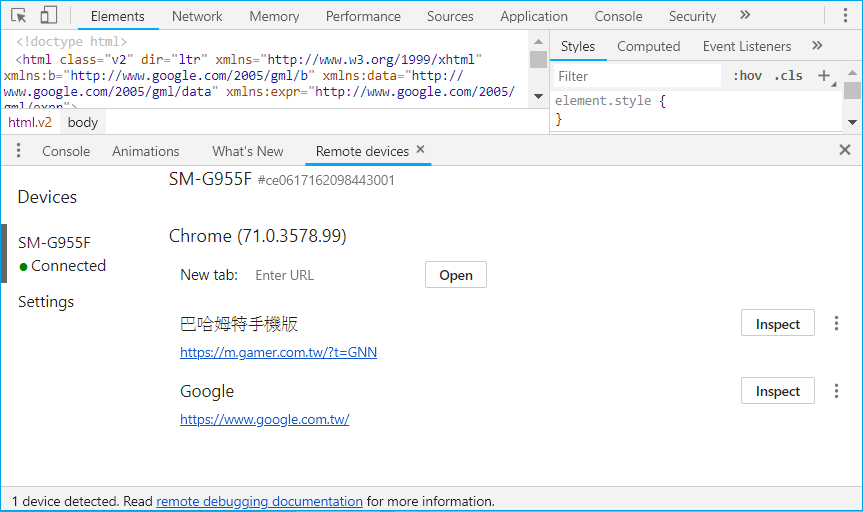 Elements Network Memory Performance Sources Application Console Security »
<!doctype html>
<html class="v2" dir="ltr" xmlns="http://www.w3.org/1999/xhtml"
xmlns:b="http://www.google.com/2005/gml/b" xmlns:data="http://
www.google.com/2005/gml/data" xmlns:expr="http://www.google.com/2005/
gml/expr">
html.v2 body
Styles Computed Event Listeners »
Filter :hov .cls +
element.style {
}
Console Animations What's New Remote devices ×
Devices
SM-G955F
Connected
Settings
SM-G955F #ce0617162098443001
Chrome (71.0.3578.99)
New tab: Enter URL Open
巴哈姆特手機版 Inspect
https://m.gamer.com.tw/?t=GNN
Google Inspect
https://www.google.com.tw/
1 device detected. Read remote debugging documentation for more information.